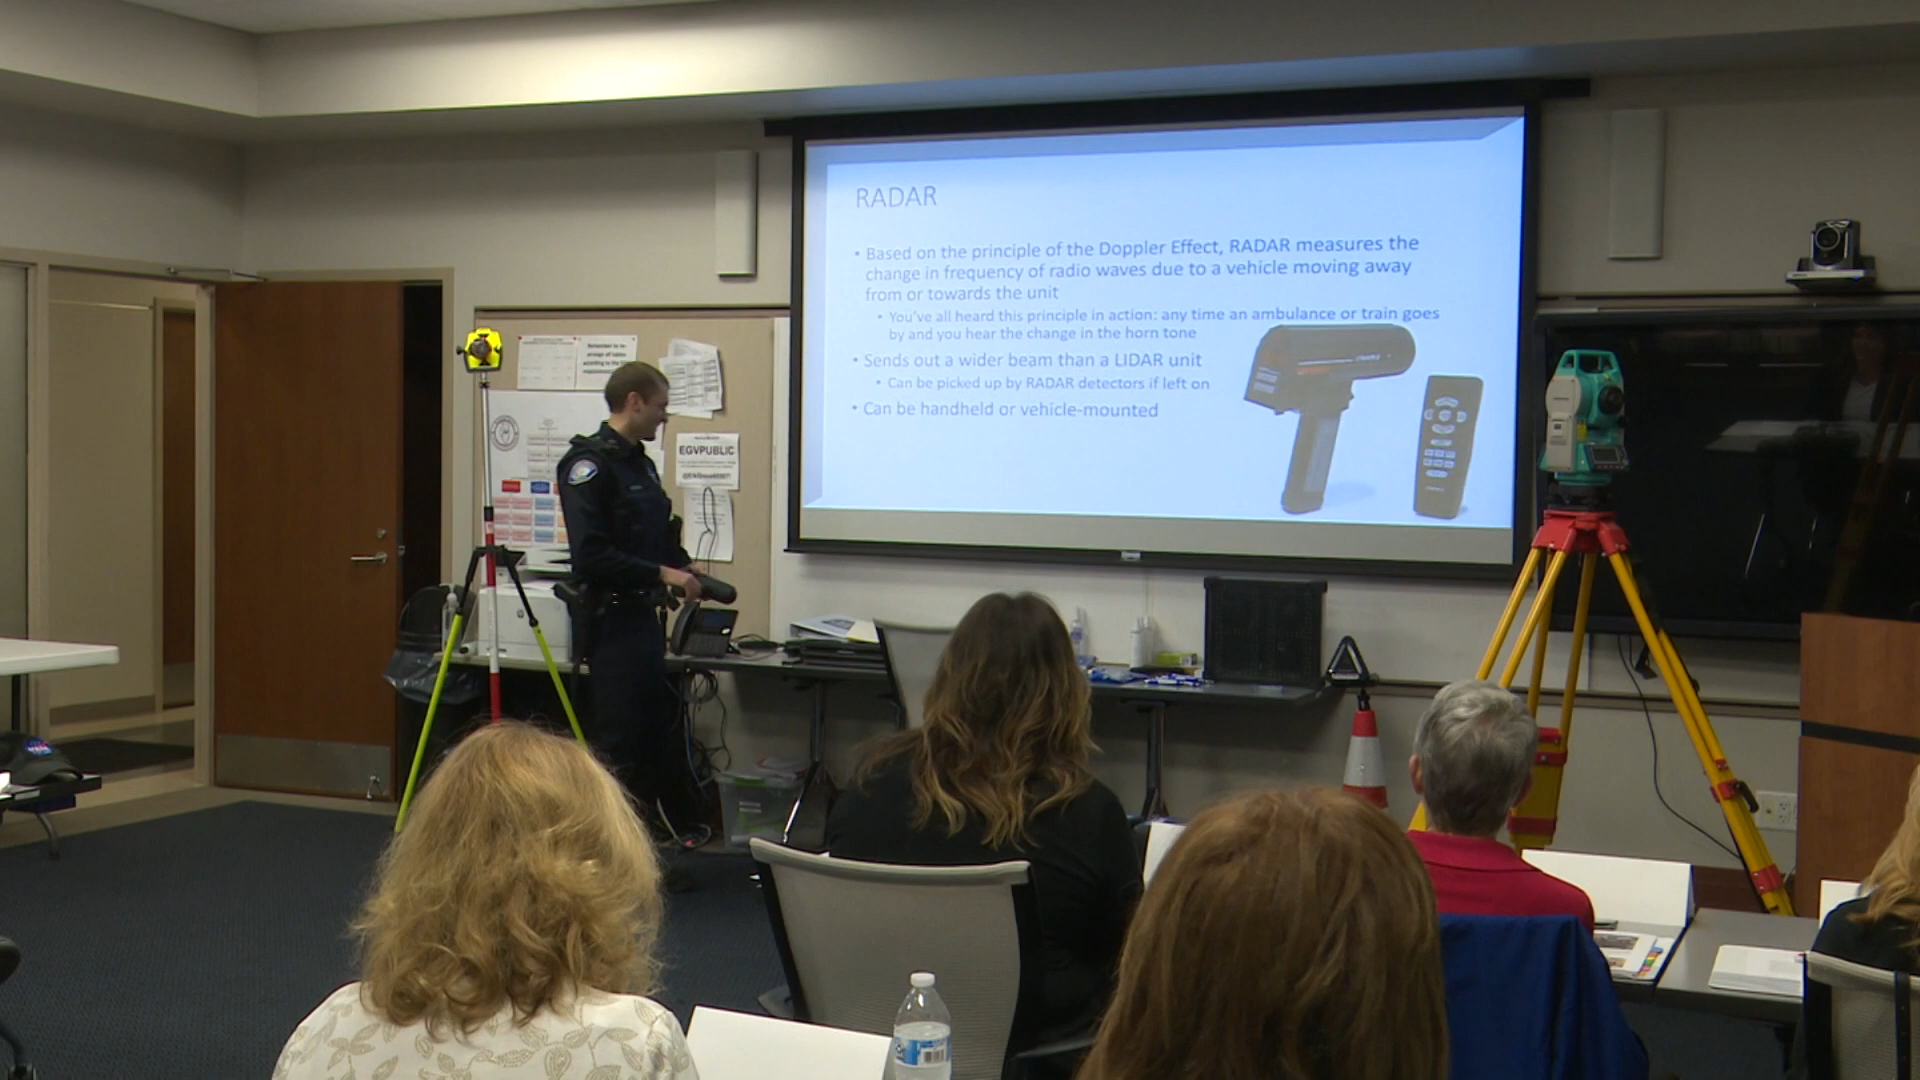 RADAR
• Based on the principle of the Doppler Effect, RADAR measures the
change in frequency of radio waves due to a vehicle moving away
from or towards the unit
• You've all heard this principle in action: any time an ambulance or train goes
by and you hear the change in the horn tone
• Sends out a wider beam than a LIDAR unit
• Can be picked up by RADAR detectors if left on
• Can be handheld or vehicle-mounted
EGVPUBLIC